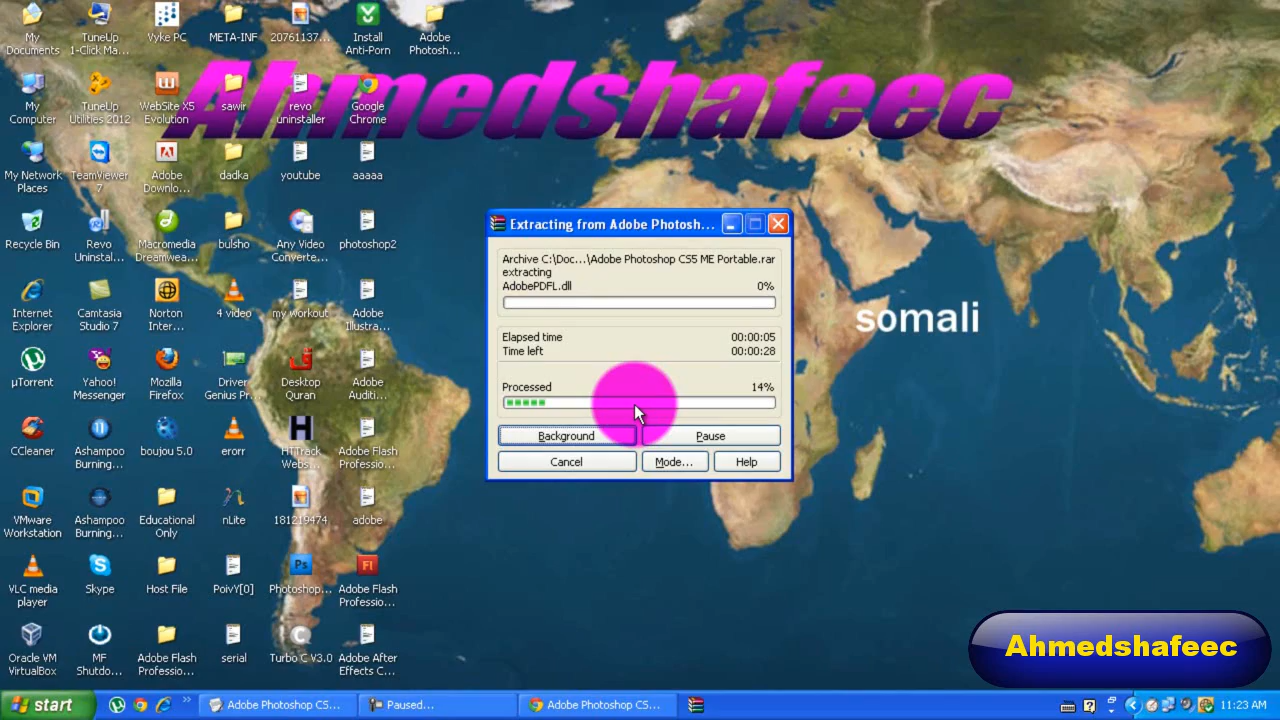 My Documents
TuneUp 1-Click Ma...
Vyke PC
META-INF
20761137...
Install Anti-Porn
Adobe Photosh...
Ahmedshafeec
My Computer
TuneUp Utilities 2012
WebSite X5 Evolution
sawir
revo uninstaller
Google Chrome
My Network Places
TeamViewer 7
Adobe Downlo...
dadka
youtube
aaaaa
Recycle Bin
Revo Uninstal...
Macromedia Dreamwea...
bulsho
Any Video Converte...
photoshop2
Internet Explorer
Camtasia Studio 7
Norton Inter...
4 video
my workout
Adobe Illustra...
µTorrent
Yahoo! Messenger
Mozilla Firefox
Driver Genius Pr...
Desktop Quran
Adobe Auditi...
CCleaner
Ashampoo Burning...
boujou 5.0
erorr
HTTrack Webs...
Adobe Flash Professio...
VMware Workstation
Ashampoo Burning...
Educational Only
nLite
181219474
adobe
VLC media player
Skype
Host File
PoivY[0]
Photoshop...
Adobe Flash Professio...
Oracle VM VirtualBox
MF Shutdo...
Adobe Flash Professio...
serial
Turbo C V3.0
Adobe After Effects C...
Extracting from Adobe Photosh...
Archive C:\Doc...\Adobe Photoshop CS5 ME Portable.rar
extracting
AdobePDFL.dll 0%
Elapsed time 00:00:05
Time left 00:00:28
Processed 14%
Background Pause
Cancel Mode... Help
somali
Ahmedshafeec
start
Adobe Photoshop CS...
Paused...
Adobe Photoshop CS...
11:23 AM